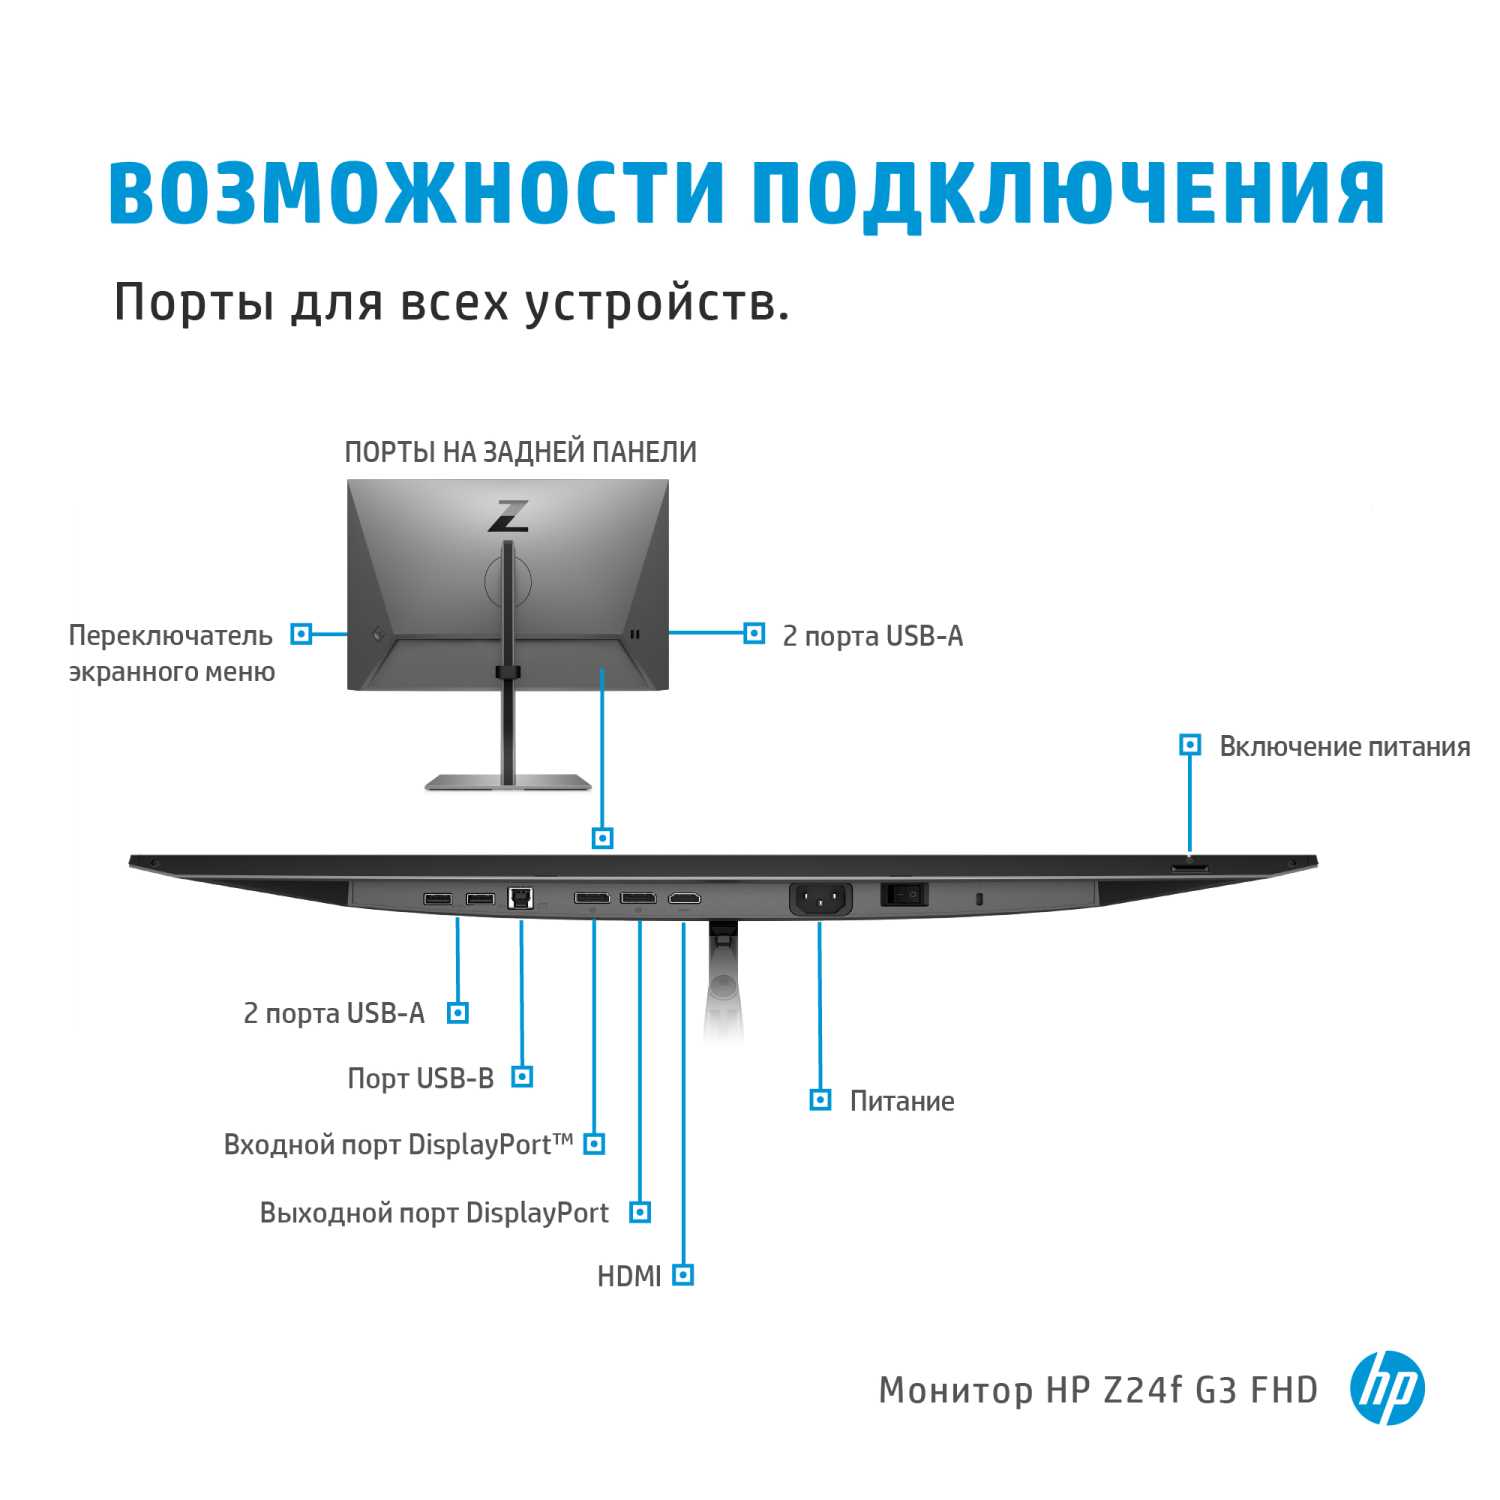 ВОЗМОЖНОСТИ ПОДКЛЮЧЕНИЯ
Порты для всех устройств.
ПОРТЫ НА ЗАДНЕЙ ПАНЕЛИ
Z
Переключатель
экранного меню
2 порта USB-A
Включение питания
2 порта USB-A
Порт USB-B
Входной порт DisplayPort™
Питание
Выходной порт DisplayPort
HDMI
Монитор HP Z24f G3 FHD
hp